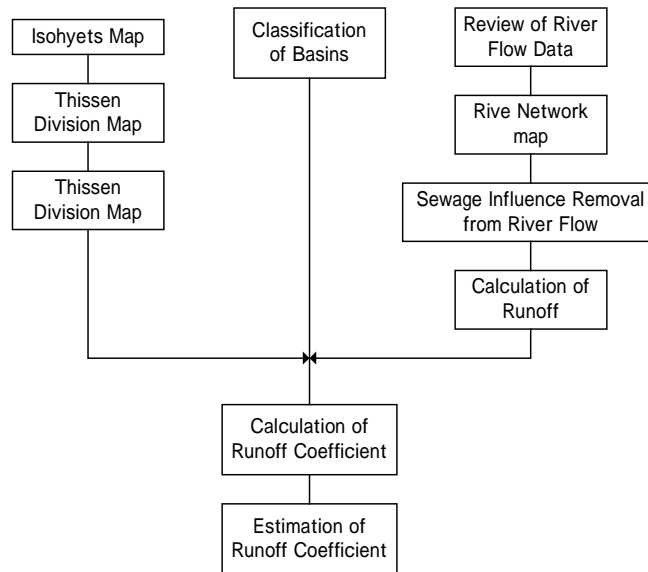 Isohyets Map
Thissen
Division Map
Thissen
Division Map
Classification
of Basins
Review of River
Flow Data
Rive Network
map
Sewage Influence Removal
from River Flow
Calculation of
Runoff
Calculation of
Runoff Coefficient
Estimation of
Runoff Coefficient